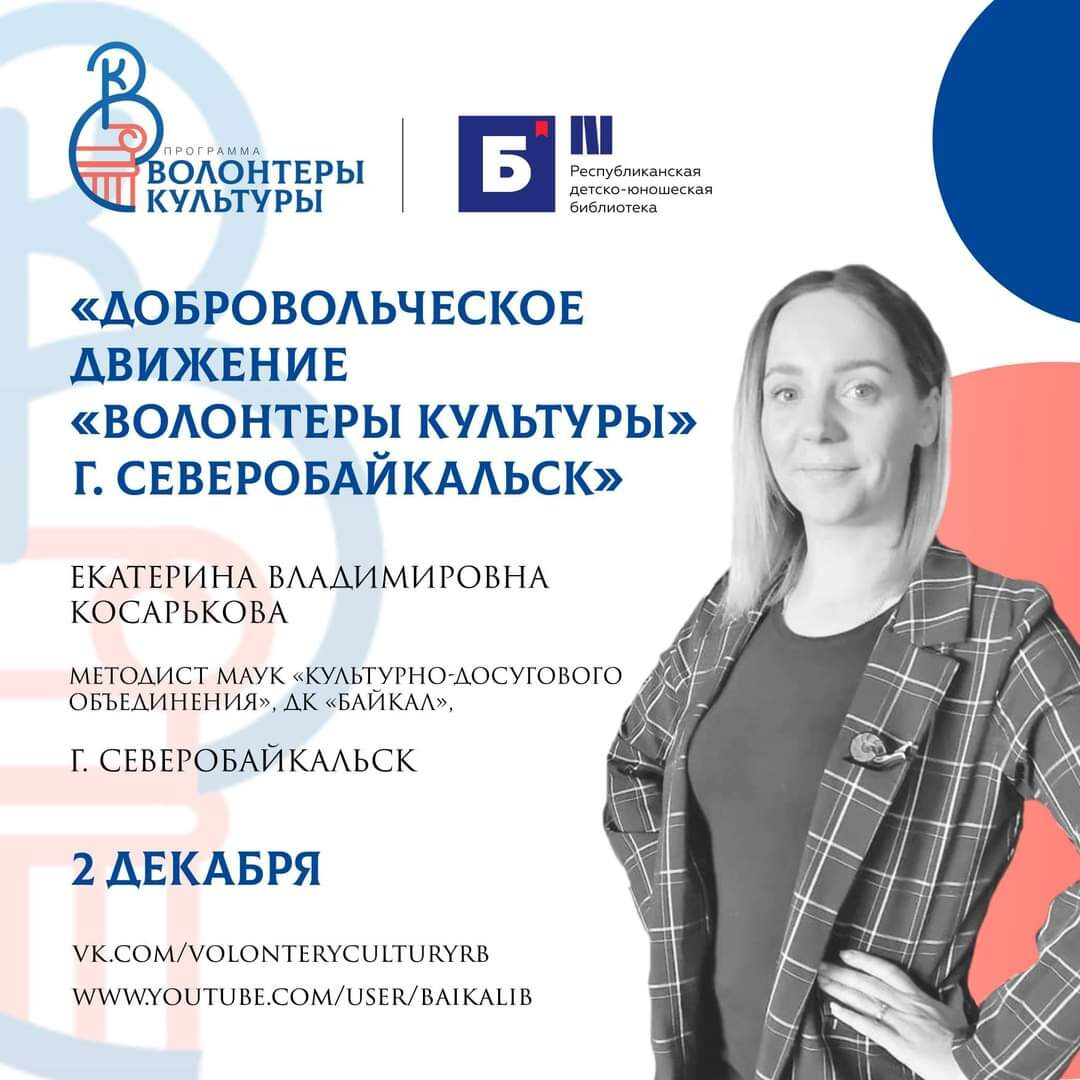 ПРОГРАММА
ВОЛОНТЕРЫ
КУЛЬТУРЫ
Б
Республиканская
детско-юношеская
библиотека
«ДОБРОВОЛЬЧЕСКОЕ
ДВИЖЕНИЕ
«ВОЛОНТЕРЫ КУЛЬТУРЫ»
Г. СЕВЕРОБАЙКАЛЬСК»
ЕКАТЕРИНА ВЛАДИМИРОВНА
КОСАРЬКОВА
МЕТОДИСТ МАУК «КУЛЬТУРНО-ДОСУГОВОГО
ОБЪЕДИНЕНИЯ», ДК «БАЙКАЛ»,
Г. СЕВЕРОБАЙКАЛЬСК
2 ДЕКАБРЯ
VK.COM/VOLONTERYCULTURYRB
WWW.YOUTUBE.COM/USER/BAIKALIB